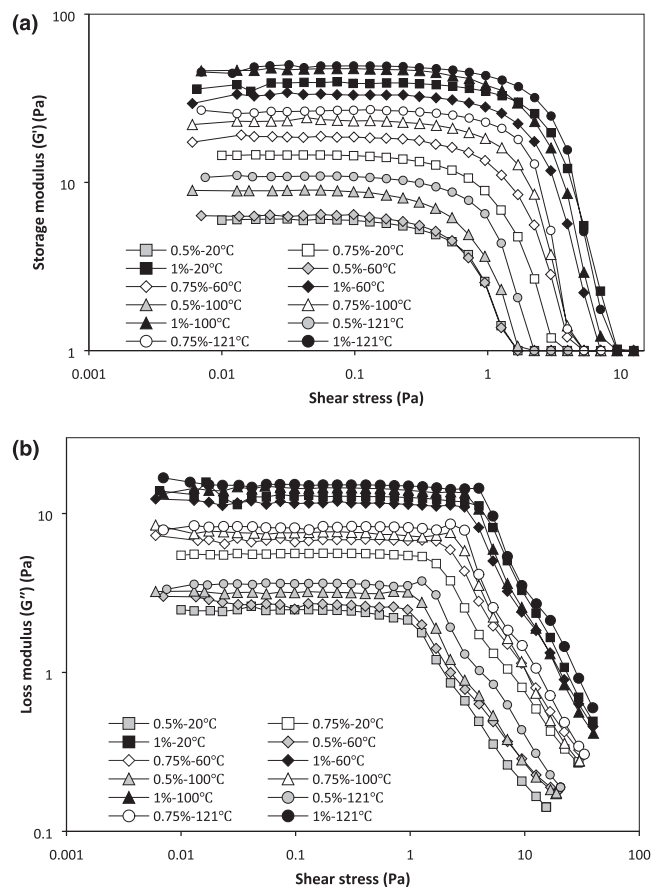 (a)
100
10
1
Storage modulus (G') (Pa)
0.5%-20°C
0.75%-20°C
1%-20°C
0.5%-60°C
0.75%-60°C
1%-60°C
0.5%-100°C
0.75%-100°C
1%-100°C
0.5%-121°C
0.75%-121°C
1%-121°C
0.001
0.01
0.1
1
10
Shear stress (Pa)
(b)
10
1
0.1
Loss modulus (G″) (Pa)
0.5%-20°C
0.75%-20°C
1%-20°C
0.5%-60°C
0.75%-60°C
1%-60°C
0.5%-100°C
0.75%-100°C
1%-100°C
0.5%-121°C
0.75%-121°C
1%-121°C
0.001
0.01
0.1
1
10
100
Shear stress (Pa)